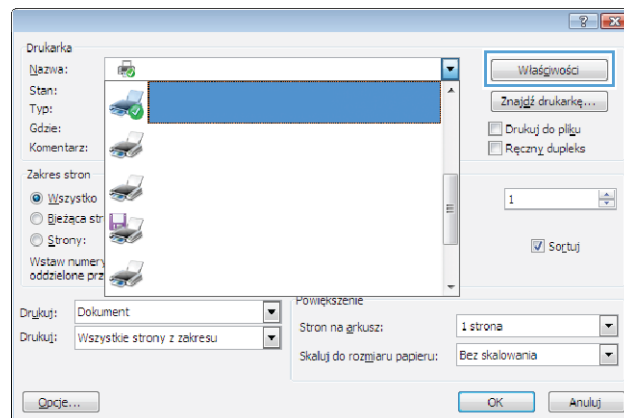 Drukarka
Nazwa:
Właściwości
Stan:
Typ:
Znajdź drukarkę...
Gdzie:
Drukuj do pliku
Komentarz:
Ręczny dupleks
Zakres stron
Wszystko
1
Bieżąca str
Strony:
Sortuj
Wstaw numery
oddzielone prz
Powiększenie
Drukuj: Dokument
Stron na arkusz: 1 strona
Drukuj: Wszystkie strony z zakresu
Skaluj do rozmiaru papieru: Bez skalowania
Opcje...
OK
Anuluj